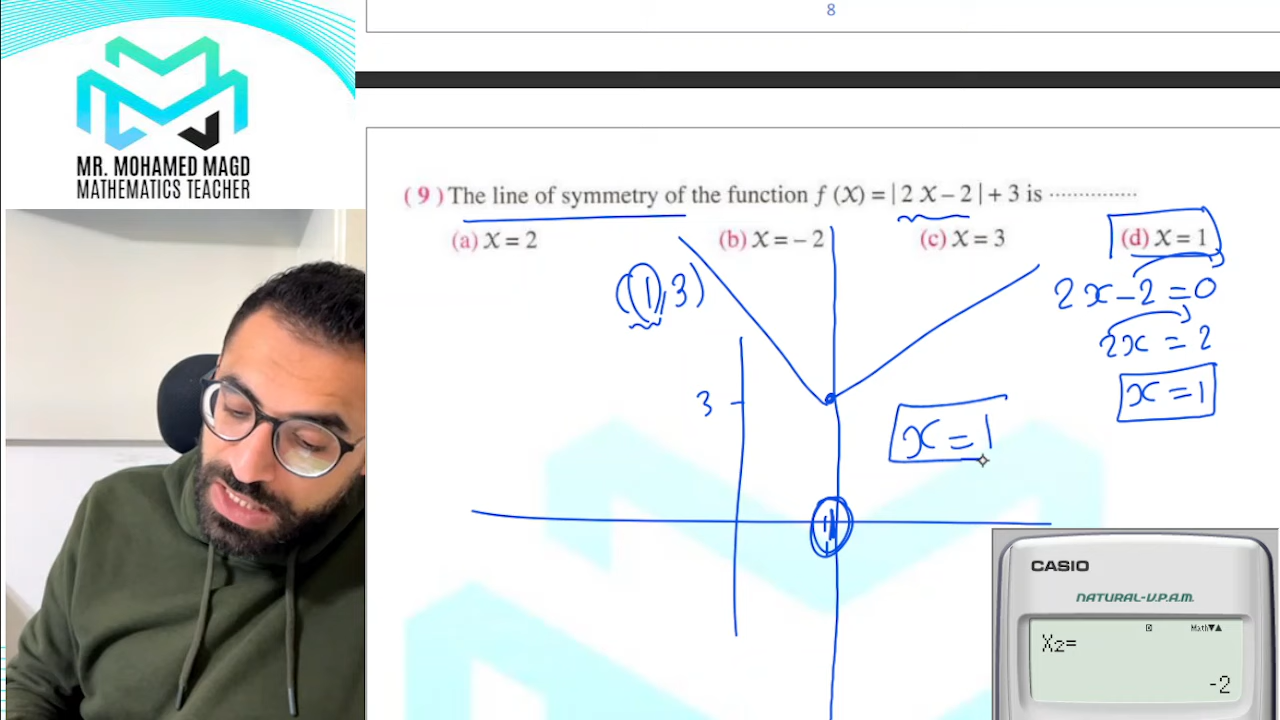 8
MR. MOHAMED MAGD
MATHEMATICS TEACHER
( 9 ) The line of symmetry of the function ƒ (X) = | 2 X − 2 | + 3 is ················
(a) X = 2
(b) X = − 2
(c) X = 3
(d) X = 1
(1, 3)
2x − 2 = 0
2x = 2
x = 1
3
x = 1
1
CASIO
NATURAL-V.P.A.M.
Math▼▲
X₂=
-2